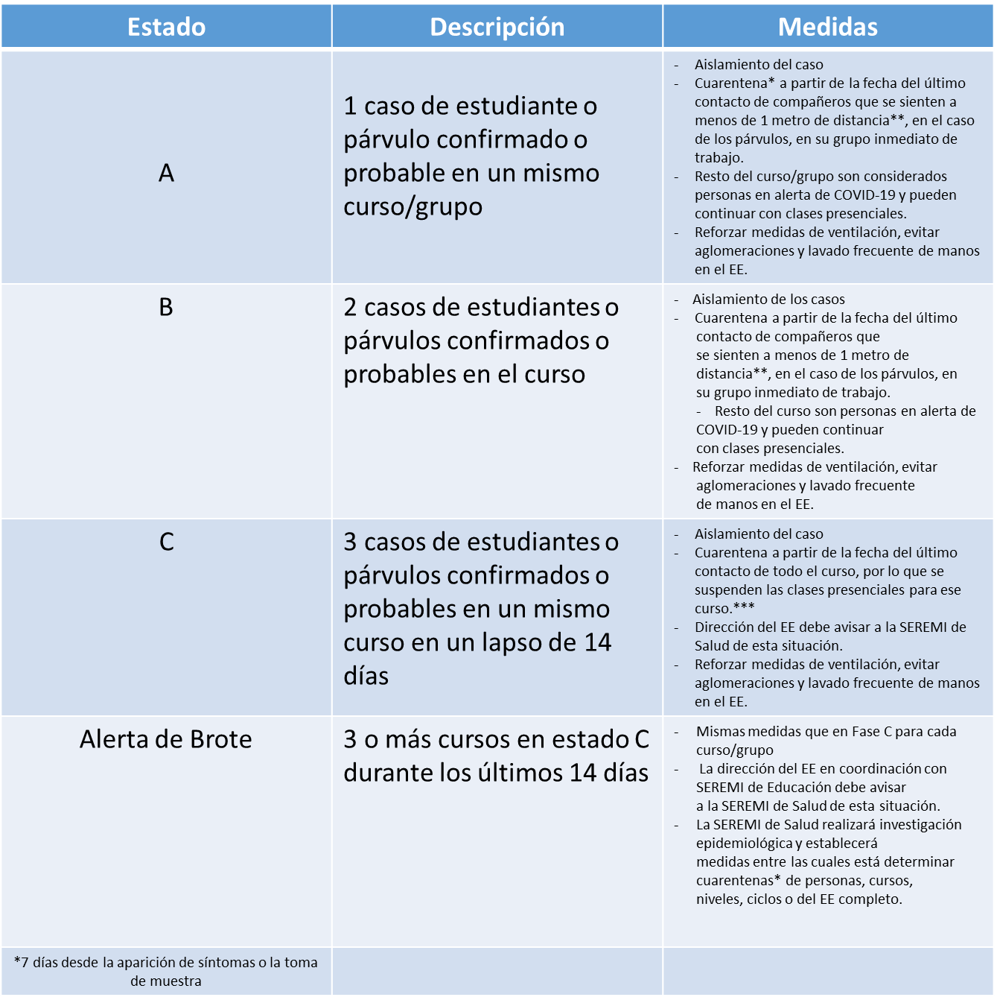 Estado
Descripción
Medidas
A
1 caso de estudiante o
párvulo confirmado o
probable en un mismo
curso/grupo
- Aislamiento del caso
- Cuarentena* a partir de la fecha del último
contacto de compañeros que se sienten a
menos de 1 metro de distancia**, en el caso
de los párvulos, en su grupo inmediato de
trabajo.
- Resto del curso/grupo son considerados
personas en alerta de COVID-19 y pueden
continuar con clases presenciales.
- Reforzar medidas de ventilación, evitar
aglomeraciones y lavado frecuente de manos
en el EE.
B
2 casos de estudiantes o
párvulos confirmados o
probables en el curso
- Aislamiento de los casos
- Cuarentena a partir de la fecha del último
contacto de compañeros que
se sienten a menos de 1 metro de
distancia**, en el caso de los párvulos, en
su grupo inmediato de trabajo.
- Resto del curso son personas en alerta de
COVID-19 y pueden continuar
con clases presenciales.
- Reforzar medidas de ventilación, evitar
aglomeraciones y lavado frecuente
de manos en el EE.
C
3 casos de estudiantes o
párvulos confirmados o
probables en un mismo
curso en un lapso de 14
días
- Aislamiento del caso
- Cuarentena a partir de la fecha del último
contacto de todo el curso, por lo que se
suspenden las clases presenciales para ese
curso.***
- Dirección del EE debe avisar a la SEREMI de
Salud de esta situación.
- Reforzar medidas de ventilación, evitar
aglomeraciones y lavado frecuente de manos
en el EE.
Alerta de Brote
3 o más cursos en estado C
durante los últimos 14 días
- Mismas medidas que en Fase C para cada
curso/grupo
- La dirección del EE en coordinación con
SEREMI de Educación debe avisar
a la SEREMI de Salud de esta situación.
- La SEREMI de Salud realizará investigación
epidemiológica y establecerá
medidas entre las cuales está determinar
cuarentenas* de personas, cursos,
niveles, ciclos o del EE completo.
*7 días desde la aparición de síntomas o la toma
de muestra